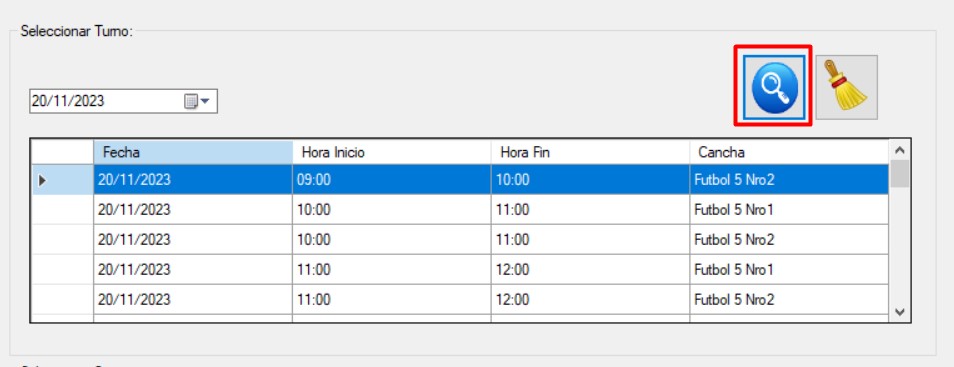 Seleccionar Turno:
20/11/2023
Fecha Hora Inicio Hora Fin Cancha
20/11/2023 09:00 10:00 Futbol 5 Nro2
20/11/2023 10:00 11:00 Futbol 5 Nro1
20/11/2023 10:00 11:00 Futbol 5 Nro2
20/11/2023 11:00 12:00 Futbol 5 Nro1
20/11/2023 11:00 12:00 Futbol 5 Nro2